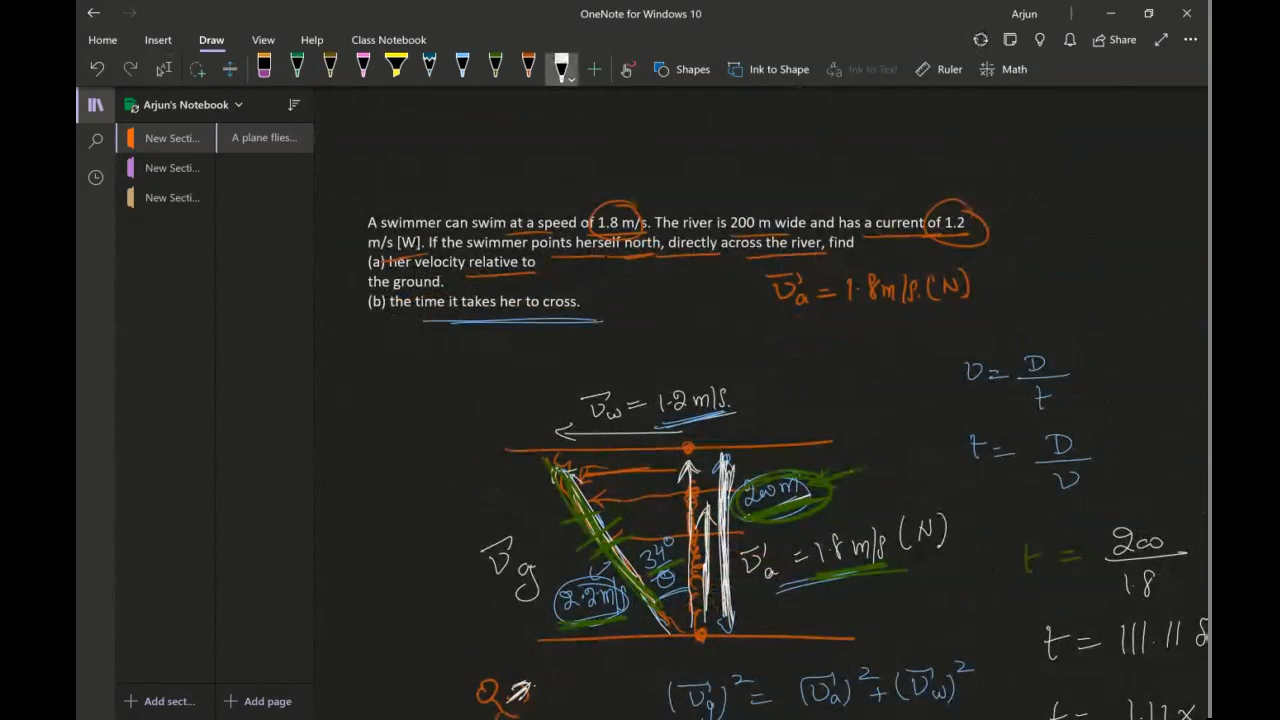 OneNote for Windows 10
Arjun
Home Insert Draw View Help Class Notebook
Share
Shapes Ink to Shape Ink to Text Ruler Math
Arjun's Notebook
New Secti...
A plane flies...
New Secti...
New Secti...
A swimmer can swim at a speed of 1.8 m/s. The river is 200 m wide and has a current of 1.2
m/s [W]. If the swimmer points herself north, directly across the river, find
(a) her velocity relative to
the ground.
(b) the time it takes her to cross.
v⃗a = 1.8m/s.(N)
v = D/t
v⃗w = 1.2 m/s.
t = D/v
200m
v⃗a = 1.8 m/s (N)
v⃗g
34°
θ
2.2m/s
t = 200/1.8
t = 111.11 s
(v⃗g)² = (v⃗a)² + (v⃗w)²
Add sect...
Add page